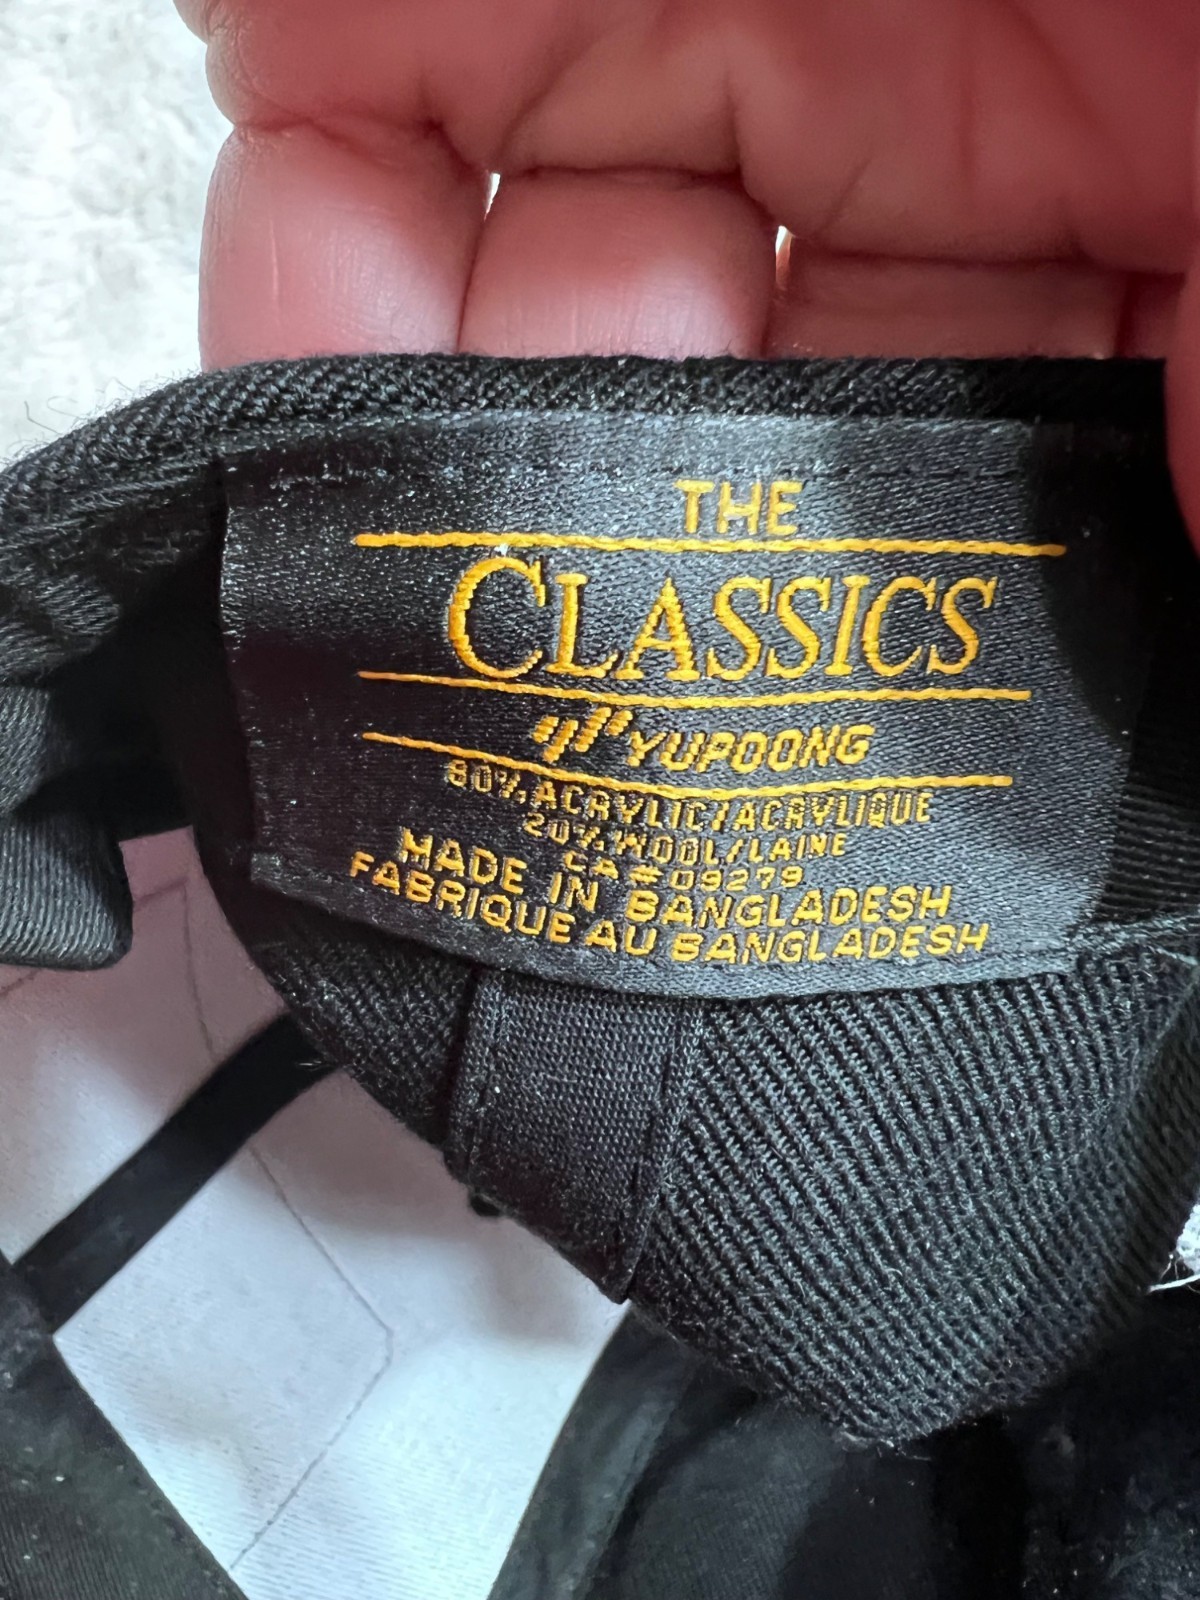 THE
CLASSICS
YUPOONG
80% ACRYLIC/ACRYLIQUE
20% WOOL/LAINE
CA# 09279
MADE IN BANGLADESH
FABRIQUE AU BANGLADESH